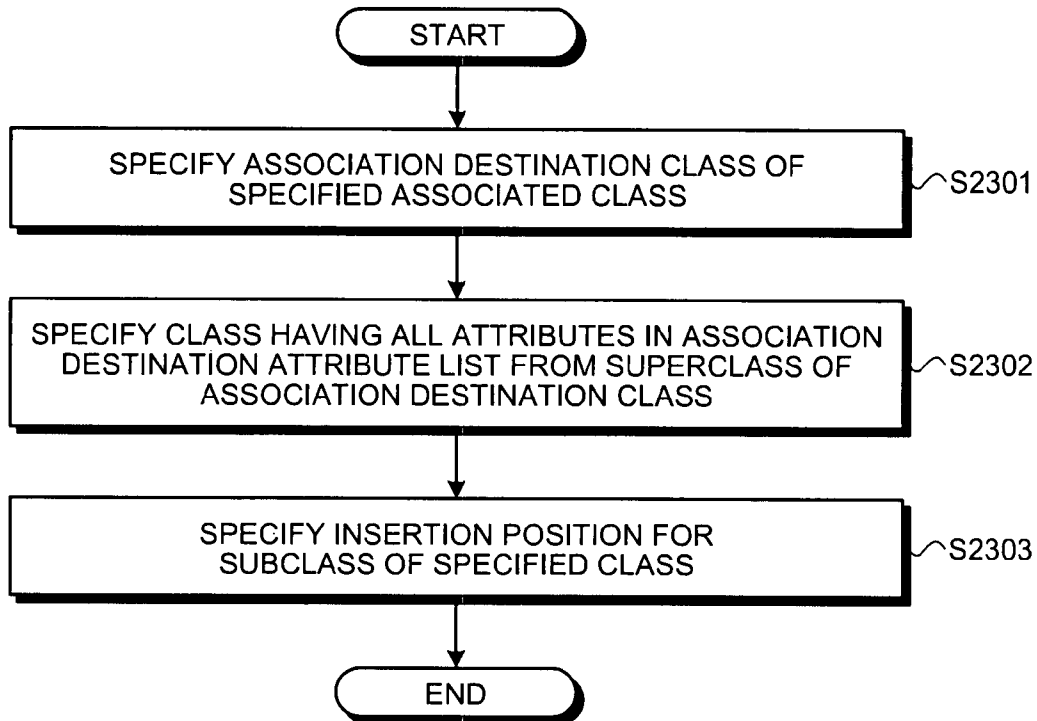 START
SPECIFY ASSOCIATION DESTINATION CLASS OF
SPECIFIED ASSOCIATED CLASS
S2301
SPECIFY CLASS HAVING ALL ATTRIBUTES IN ASSOCIATION
DESTINATION ATTRIBUTE LIST FROM SUPERCLASS OF
ASSOCIATION DESTINATION CLASS
S2302
SPECIFY INSERTION POSITION FOR
SUBCLASS OF SPECIFIED CLASS
S2303
END